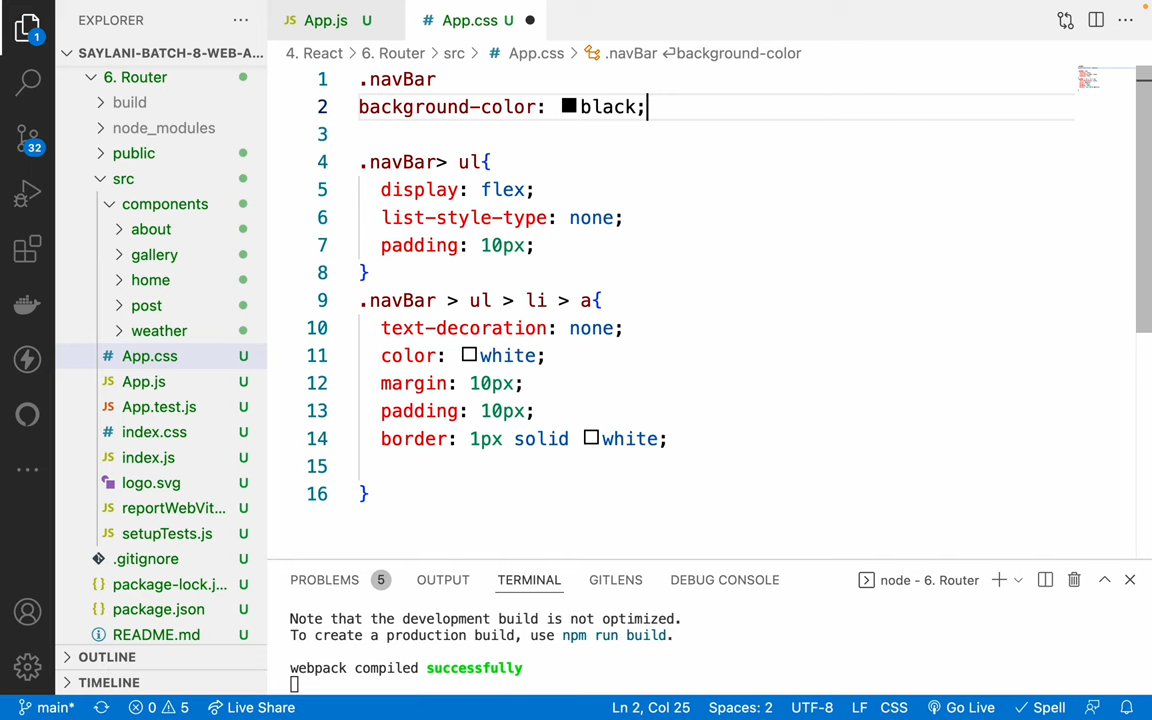 EXPLORER
SAYLANI-BATCH-8-WEB-A...
6. Router
build
node_modules
public
src
components
about
gallery
home
post
weather
# App.css U
JS App.js U
JS App.test.js U
# index.css U
JS index.js U
logo.svg U
JS reportWebVit... U
JS setupTests.js U
.gitignore U
{} package-lock.j... U
{} package.json U
README.md U
OUTLINE
TIMELINE
1
32
JS App.js U
# App.css U
4. React > 6. Router > src > # App.css > .navBar ↩background-color
1 .navBar
2 background-color: black;
3
4 .navBar> ul{
5 display: flex;
6 list-style-type: none;
7 padding: 10px;
8 }
9 .navBar > ul > li > a{
10 text-decoration: none;
11 color: white;
12 margin: 10px;
13 padding: 10px;
14 border: 1px solid white;
15
16 }
PROBLEMS 5 OUTPUT TERMINAL GITLENS DEBUG CONSOLE node - 6. Router
Note that the development build is not optimized.
To create a production build, use npm run build.
webpack compiled successfully
main* 0 5 Live Share Ln 2, Col 25 Spaces: 2 UTF-8 LF CSS Go Live Spell